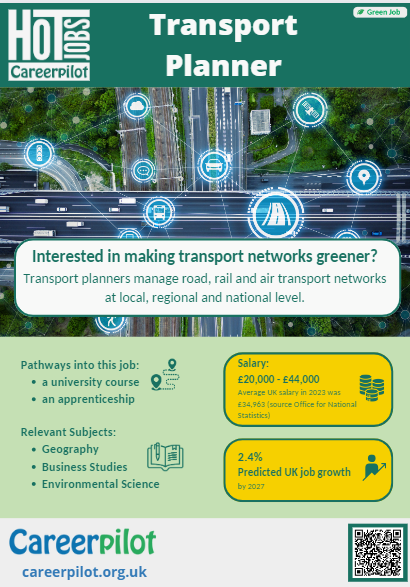 HOT JOBS
Careerpilot
Transport
Planner
Green Job
Interested in making transport networks greener?
Transport planners manage road, rail and air transport networks
at local, regional and national level.
Pathways into this job:
• a university course
• an apprenticeship
Relevant Subjects:
• Geography
• Business Studies
• Environmental Science
Salary:
£20,000 - £44,000
Average UK salary in 2023 was
£34,963 (source Office for National
Statistics)
2.4%
Predicted UK job growth
by 2027
Careerpilot
careerpilot.org.uk